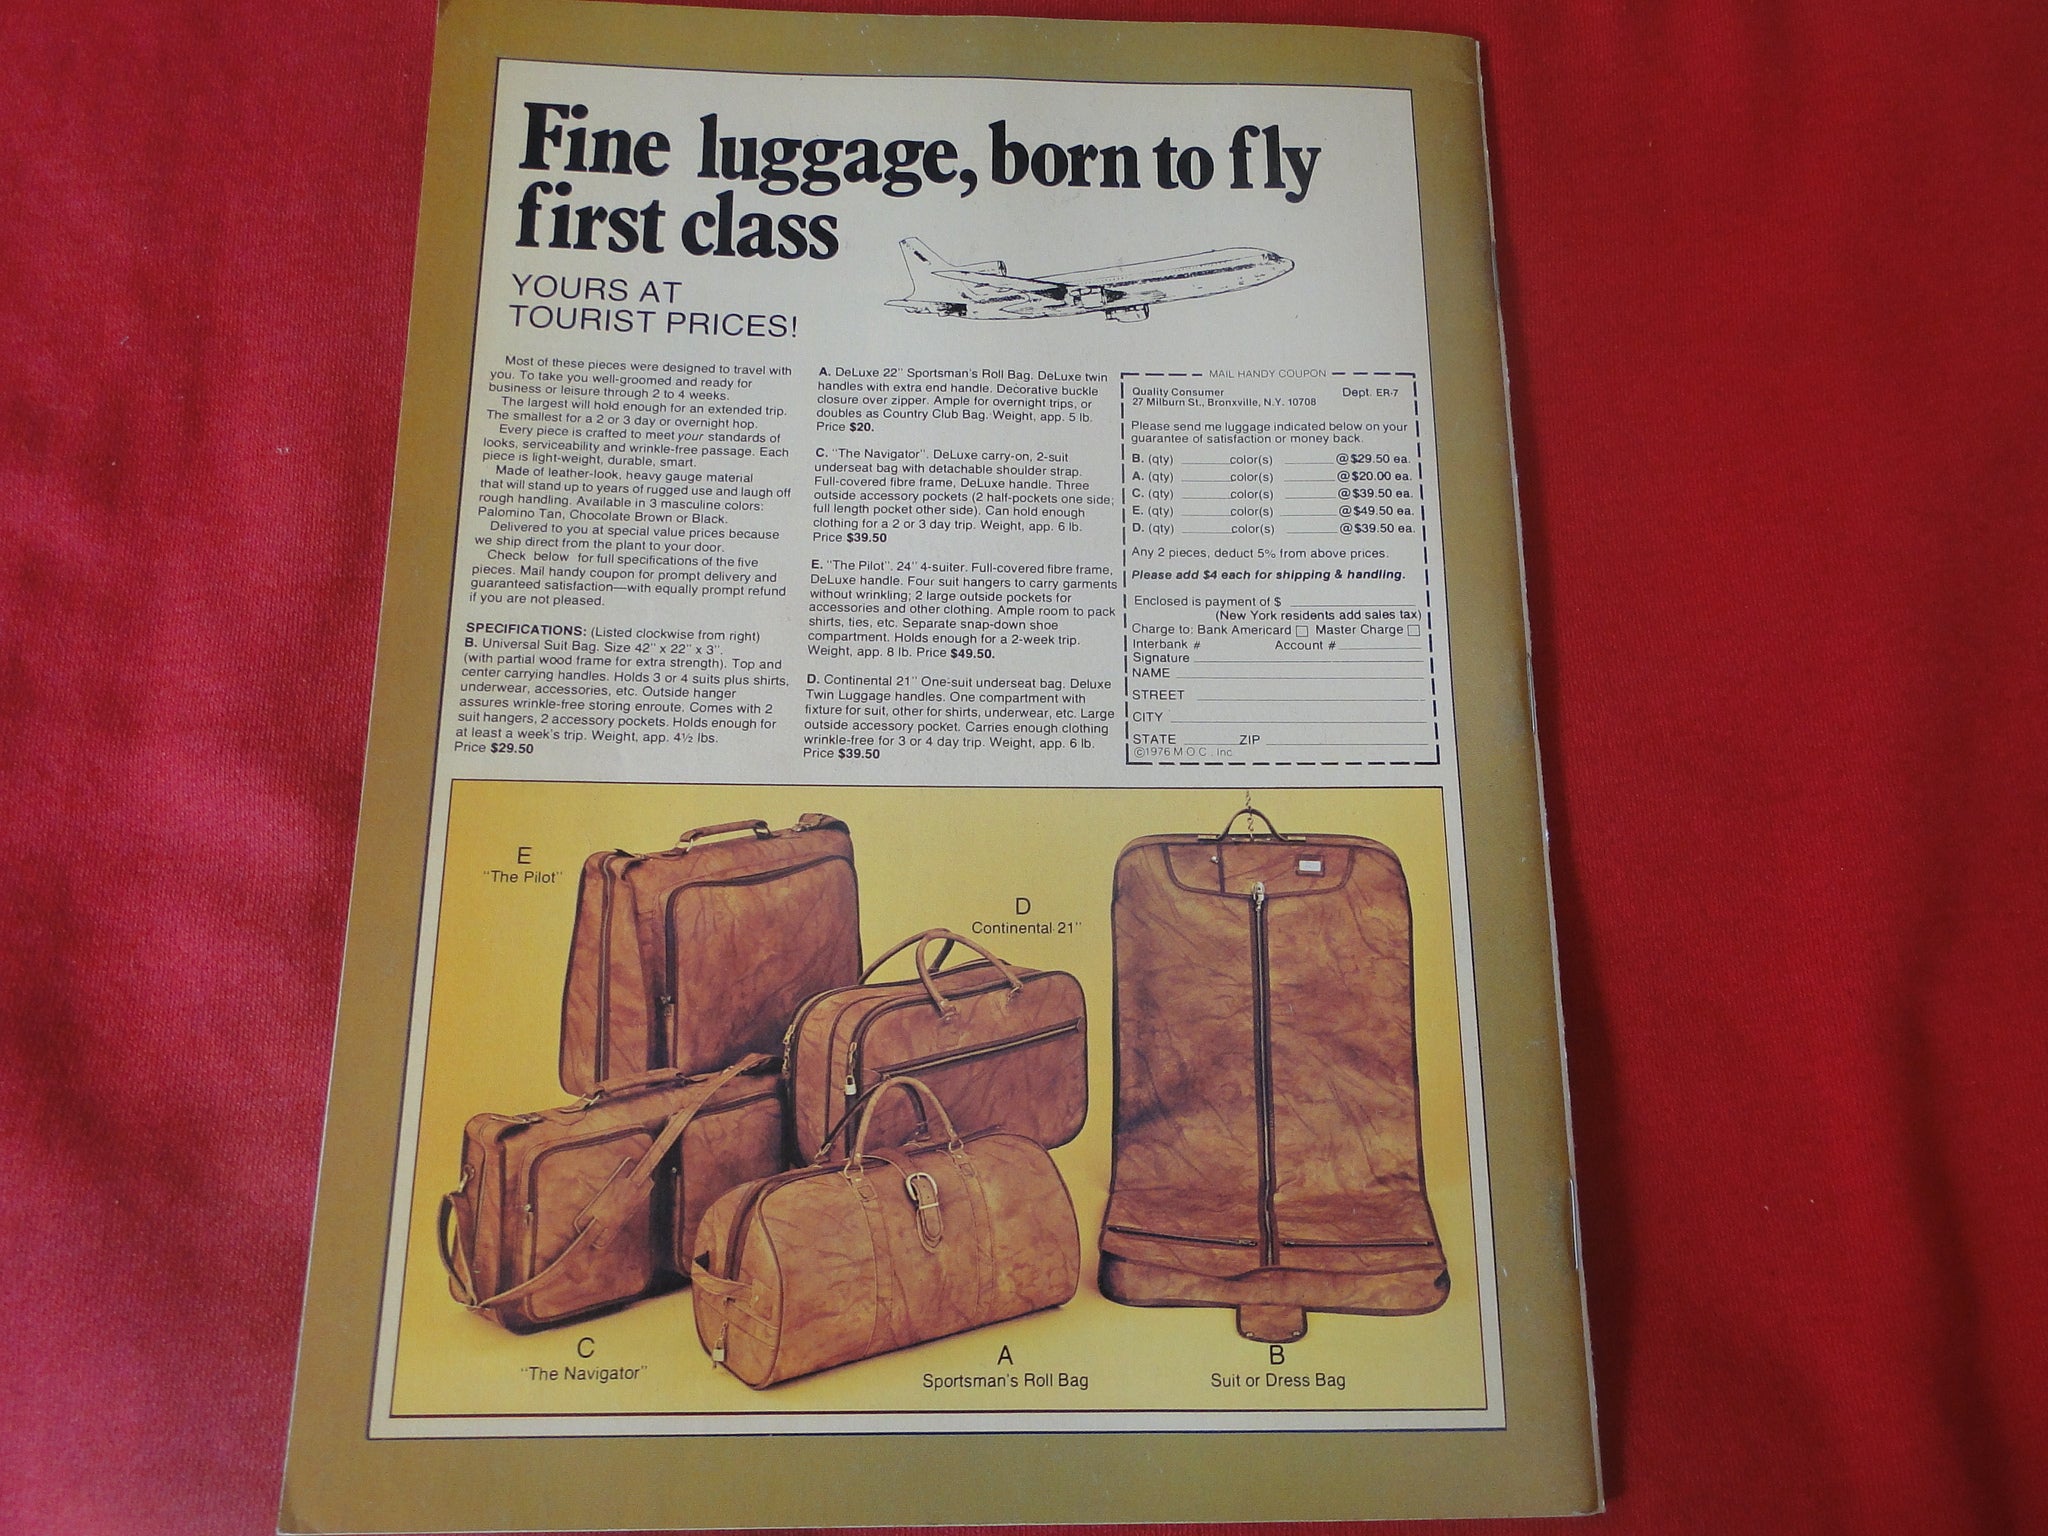 Fine luggage, born to fly
first class
YOURS AT
TOURIST PRICES!
Most of these pieces were designed to travel with
you. To take you well-groomed and ready for
business or leisure through 2 to 4 weeks.
The largest will hold enough for an extended trip.
The smallest for a 2 or 3 day or overnight hop.
Every piece is crafted to meet your standards of
looks, serviceability and wrinkle-free passage. Each
piece is light-weight, durable, smart.
Made of leather-look, heavy gauge material
that will stand up to years of rugged use and laugh off
rough handling. Available in 3 masculine colors:
Palomino Tan, Chocolate Brown or Black.
Delivered to you at special value prices because
we ship direct from the plant to your door.
Check below for full specifications of the five
pieces. Mail handy coupon for prompt delivery and
guaranteed satisfaction—with equally prompt refund
if you are not pleased.
SPECIFICATIONS: (Listed clockwise from right)
B. Universal Suit Bag. Size 42" x 22" x 3".
(with partial wood frame for extra strength). Top and
center carrying handles. Holds 3 or 4 suits plus shirts,
underwear, accessories, etc. Outside hanger
assures wrinkle-free storing enroute. Comes with 2
suit hangers, 2 accessory pockets. Holds enough for
at least a week's trip. Weight, app. 4½ lbs.
Price $29.50
A. DeLuxe 22" Sportsman's Roll Bag. DeLuxe twin
handles with extra end handle. Decorative buckle
closure over zipper. Ample for overnight trips, or
doubles as Country Club Bag. Weight, app. 5 lb.
Price $20.
C. "The Navigator". DeLuxe carry-on, 2-suit
underseat bag with detachable shoulder strap.
Full-covered fibre frame, DeLuxe handle. Three
outside accessory pockets (2 half-pockets one side;
full length pocket other side). Can hold enough
clothing for a 2 or 3 day trip. Weight, app. 6 lb.
Price $39.50
E. "The Pilot". 24" 4-suiter. Full-covered fibre frame,
DeLuxe handle. Four suit hangers to carry garments
without wrinkling; 2 large outside pockets for
accessories and other clothing. Ample room to pack
shirts, ties, etc. Separate snap-down shoe
compartment. Holds enough for a 2-week trip.
Weight, app. 8 lb. Price $49.50.
D. Continental 21" One-suit underseat bag. Deluxe
Twin Luggage handles. One compartment with
fixture for suit, other for shirts, underwear, etc. Large
outside accessory pocket. Carries enough clothing
wrinkle-free for 3 or 4 day trip. Weight, app. 6 lb.
Price $39.50
MAIL HANDY COUPON
Quality Consumer Dept. ER-7
27 Milburn St., Bronxville, N.Y. 10708
Please send me luggage indicated below on your
guarantee of satisfaction or money back.
B. (qty) ______ color(s) ______ @ $29.50 ea.
A. (qty) ______ color(s) ______ @ $20.00 ea.
C. (qty) ______ color(s) ______ @ $39.50 ea.
E. (qty) ______ color(s) ______ @ $49.50 ea.
D. (qty) ______ color(s) ______ @ $39.50 ea.
Any 2 pieces, deduct 5% from above prices.
Please add $4 each for shipping & handling.
Enclosed is payment of $ ______
(New York residents add sales tax)
Charge to: Bank Americard □ Master Charge □
Interbank # Account # ______
Signature ______
NAME ______
STREET ______
CITY ______
STATE ______ ZIP ______
©1976 M.O.C., Inc.
E
"The Pilot"
D
Continental 21"
C
"The Navigator"
A
Sportsman's Roll Bag
B
Suit or Dress Bag